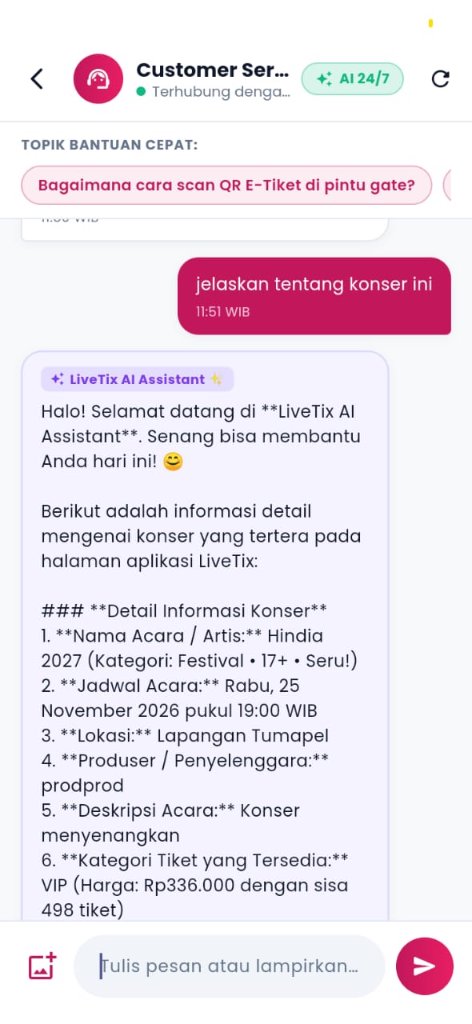 Customer Ser...
Terhubung denga...
AI 24/7
TOPIK BANTUAN CEPAT:
Bagaimana cara scan QR E-Tiket di pintu gate?
jelaskan tentang konser ini
11:51 WIB
LiveTix AI Assistant ✨
Halo! Selamat datang di **LiveTix AI
Assistant**. Senang bisa membantu
Anda hari ini! 😊
Berikut adalah informasi detail
mengenai konser yang tertera pada
halaman aplikasi LiveTix:
### **Detail Informasi Konser**
1. **Nama Acara / Artis:** Hindia
2027 (Kategori: Festival • 17+ • Seru!)
2. **Jadwal Acara:** Rabu, 25
November 2026 pukul 19:00 WIB
3. **Lokasi:** Lapangan Tumapel
4. **Produser / Penyelenggara:**
prodprod
5. **Deskripsi Acara:** Konser
menyenangkan
6. **Kategori Tiket yang Tersedia:**
VIP (Harga: Rp336.000 dengan sisa
498 tiket)
Tulis pesan atau lampirkan...